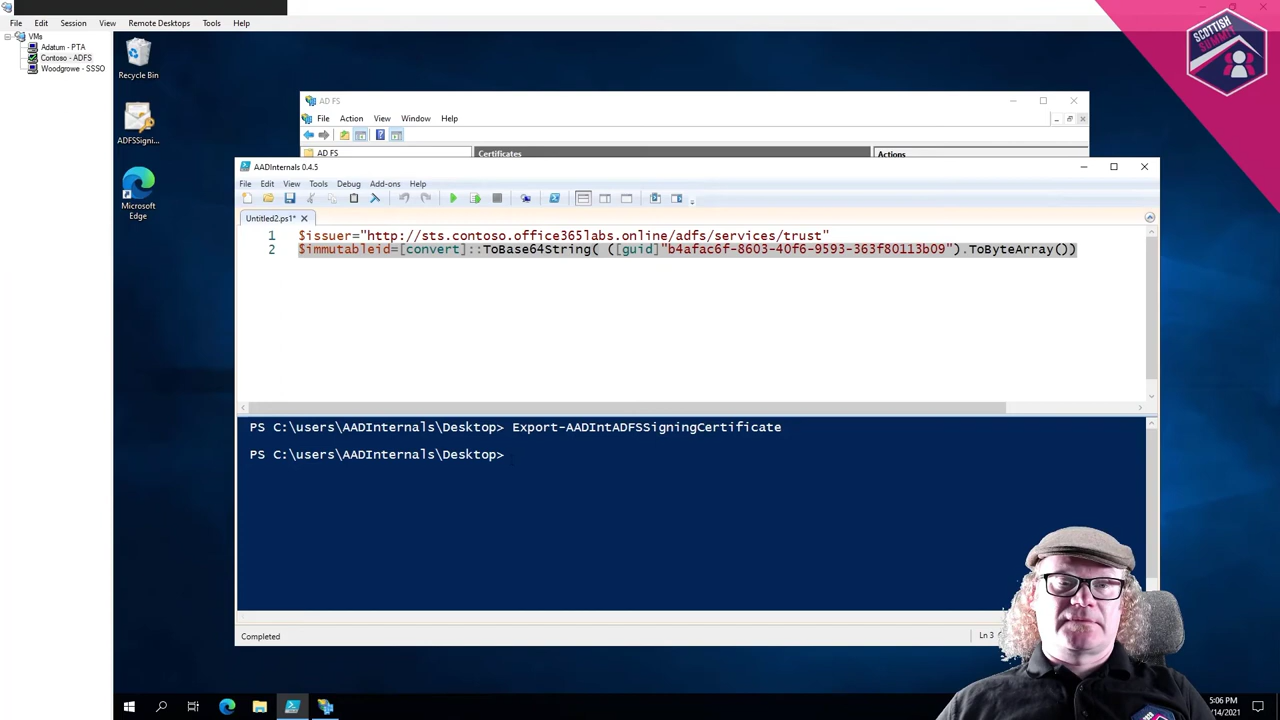 File Edit Session View Remote Desktops Tools Help
VMs
Adatum - PTA
Contoso - ADFS
Woodgrowe - SSSO
Recycle Bin
ADFSSigni...
Microsoft
Edge
SCOTTISH
SUMMIT
AD FS
File Action View Window Help
AD FS
Certificates
Actions
AADInternals 0.4.5
File Edit View Tools Debug Add-ons Help
Untitled2.ps1*
1 $issuer="http://sts.contoso.office365labs.online/adfs/services/trust"
2 $immutableid=[convert]::ToBase64String( ([guid]"b4afac6f-8603-40f6-9593-363f80113b09").ToByteArray())
PS C:\users\AADInternals\Desktop> Export-AADIntADFSSigningCertificate
PS C:\users\AADInternals\Desktop>
Completed
Ln 3
5:06 PM
/14/2021